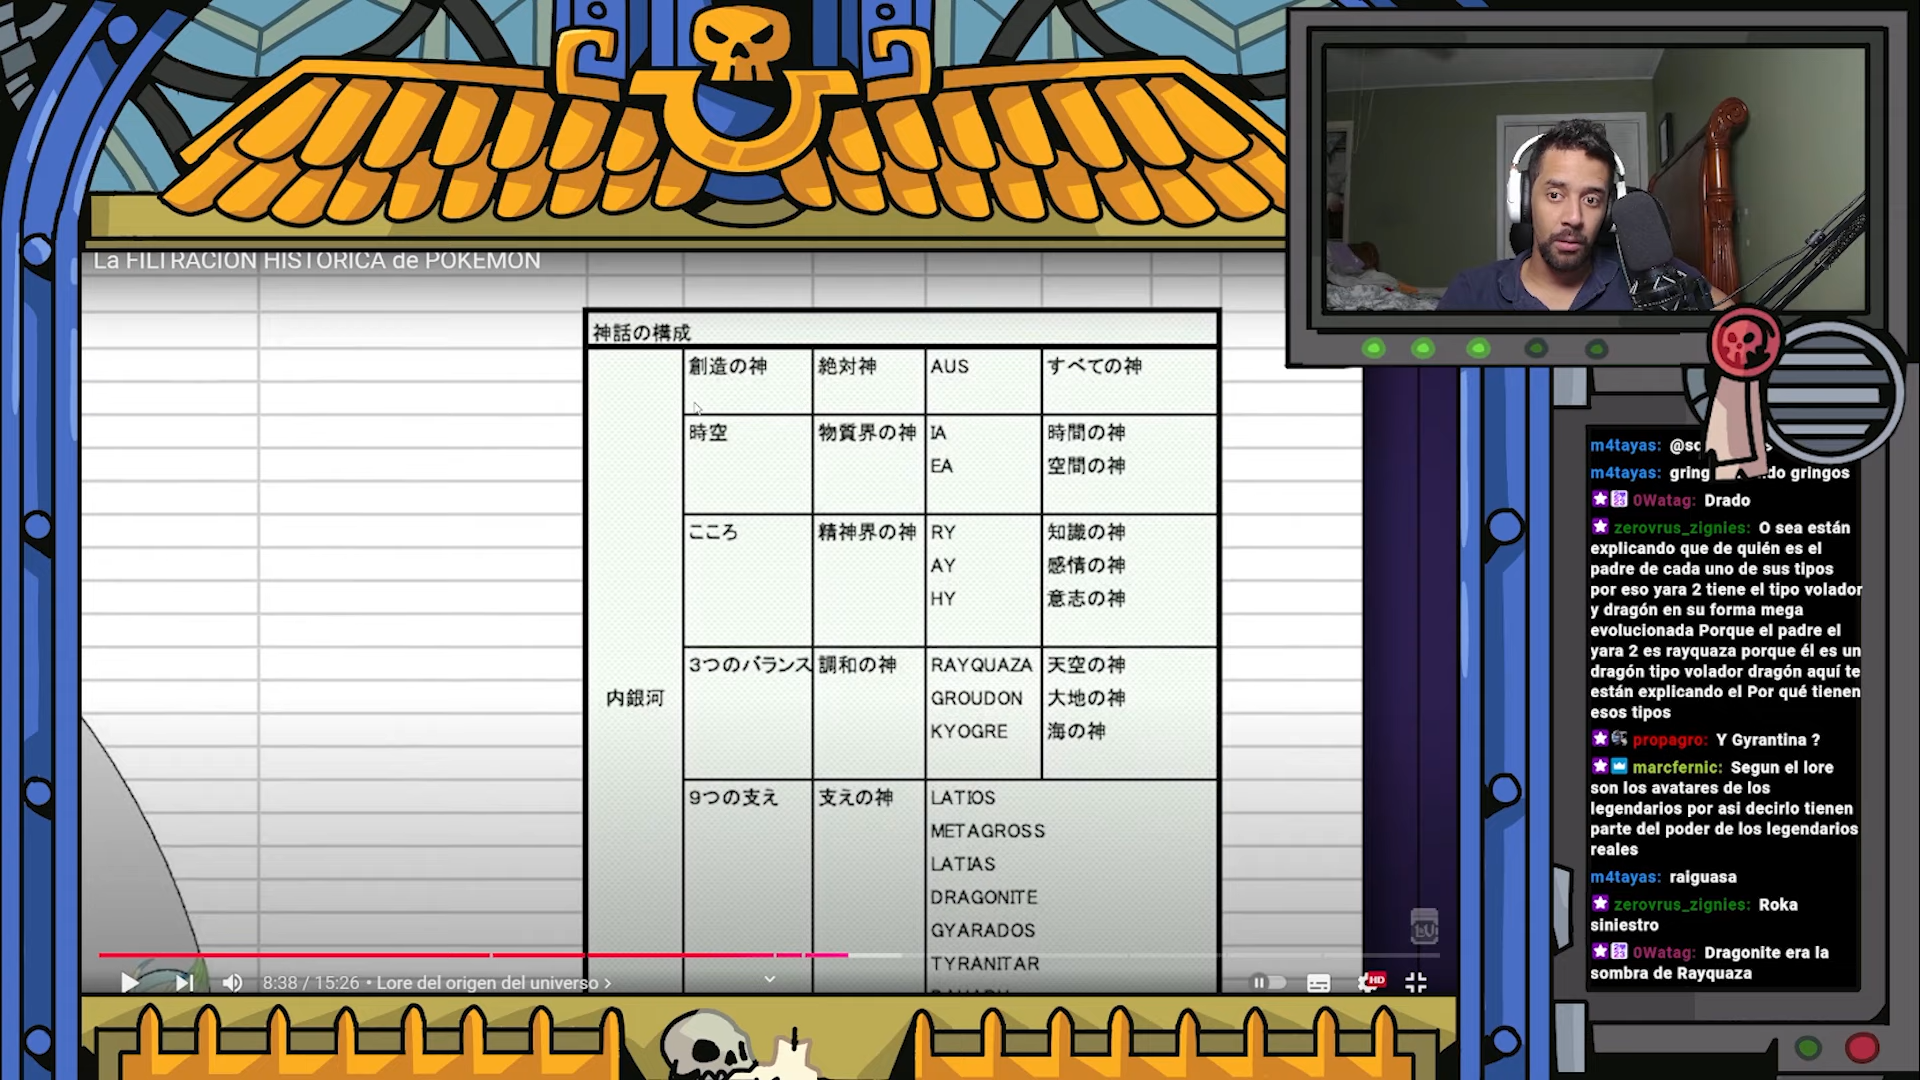 La FILTRACIÓN HISTÓRICA de POKÉMON
神話の構成
創造の神 絶対神 AUS すべての神
時空 物質界の神 IA 時間の神
EA 空間の神
こころ 精神界の神 RY 知識の神
AY 感情の神
HY 意志の神
3つのバランス 調和の神 RAYQUAZA 天空の神
内銀河 GROUDON 大地の神
KYOGRE 海の神
9つの支え 支えの神 LATIOS
METAGROSS
LATIAS
DRAGONITE
GYARADOS
TYRANITAR
8:38 / 15:26 • Lore del origen del universo >
HD
m4tayas:
m4tayas: gringos
0Watag: Drado
zerovrus_zignies: O sea están
explicando que de quién es el
padre de cada uno de sus tipos
por eso yara 2 tiene el tipo volador
y dragón en su forma mega
evolucionada Porque el padre el
yara 2 es rayquaza porque él es un
dragón tipo volador dragón aquí te
están explicando el Por qué tienen
esos tipos
propagro: Y Gyrantina ?
marcfernic: Segun el lore
son los avatares de los
legendarios por asi decirlo tienen
parte del poder de los legendarios
reales
m4tayas: raiguasa
zerovrus_zignies: Roka
siniestro
0Watag: Dragonite era la
sombra de Rayquaza